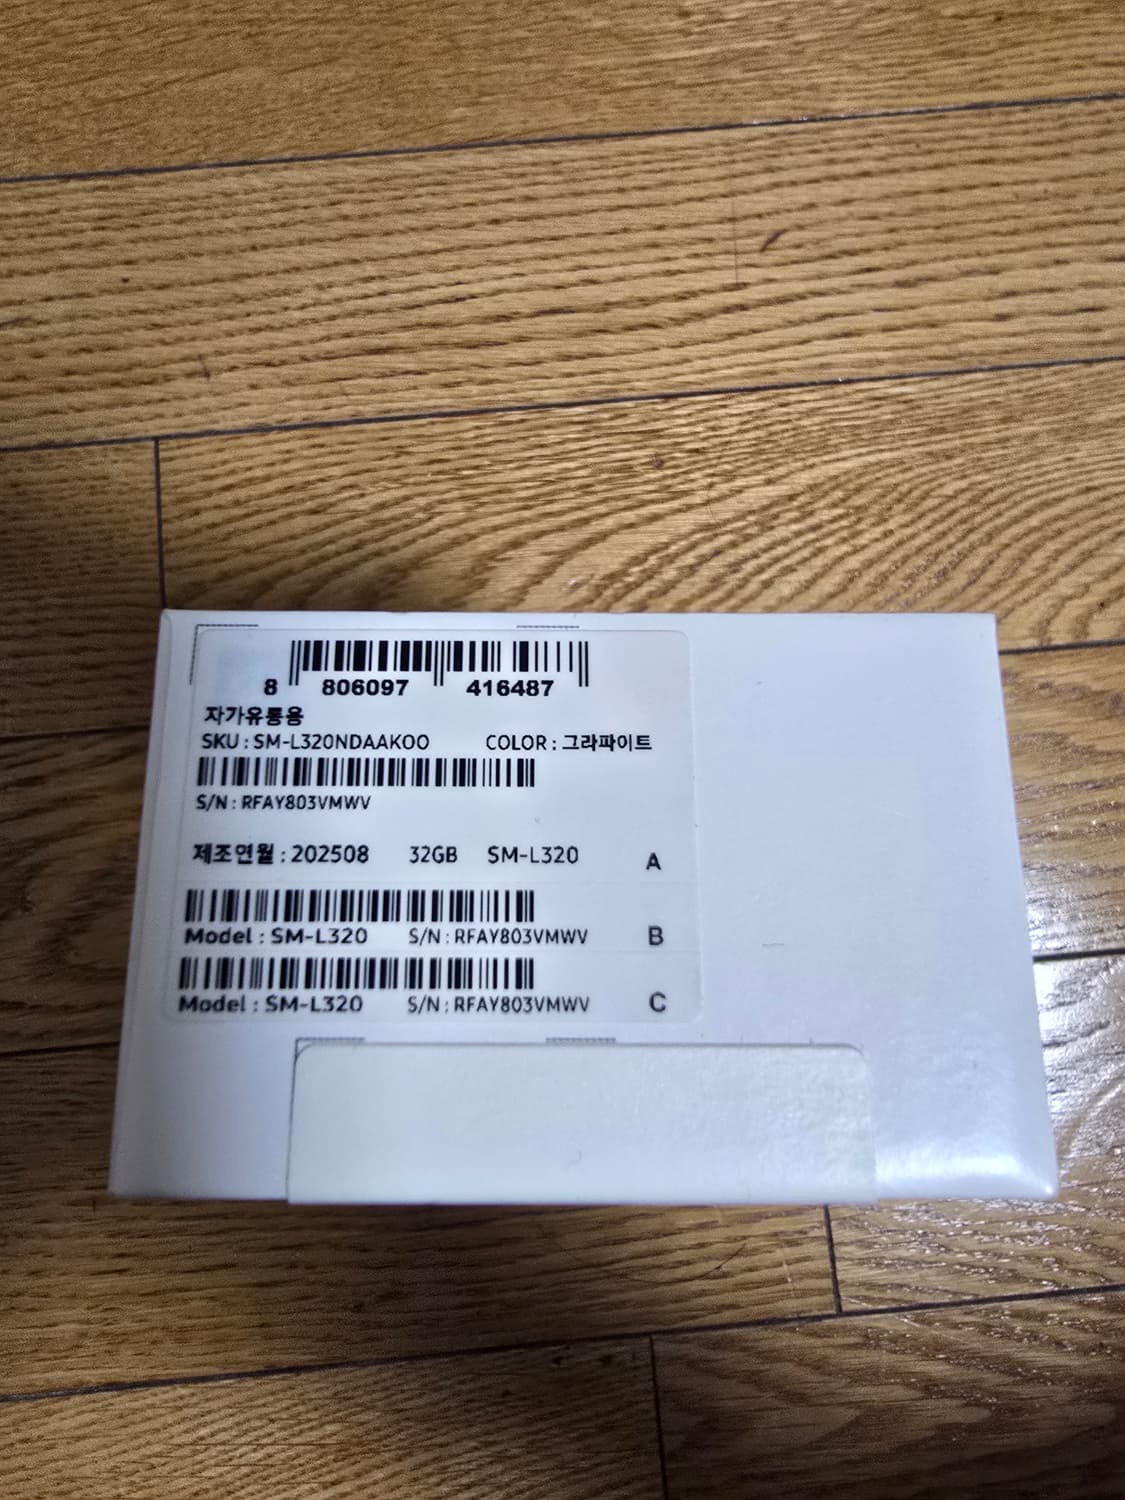 8 806097 416487
자가유통용
SKU : SM-L320NDAAKOO COLOR : 그라파이트
S/N : RFAY803VMWV
제조연월 : 202508 32GB SM-L320 A
Model : SM-L320 S/N : RFAY803VMWV B
Model : SM-L320 S/N : RFAY803VMWV C